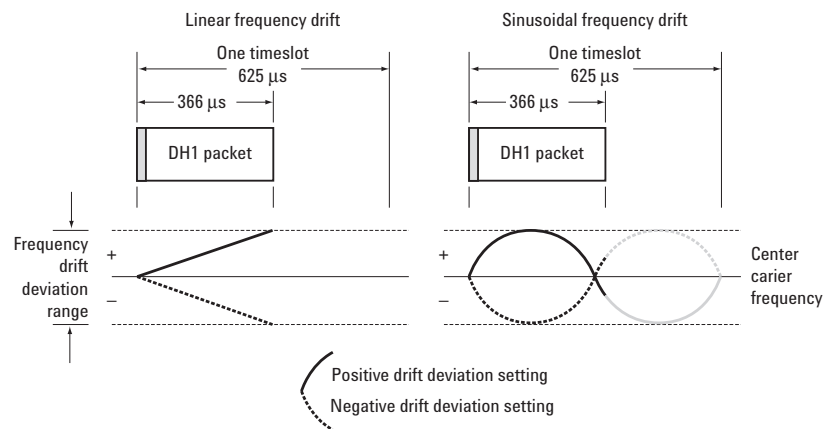 Linear frequency drift
Sinusoidal frequency drift
One timeslot
625 µs
366 µs
DH1 packet
One timeslot
625 µs
366 µs
DH1 packet
Frequency
drift
deviation
range
+
–
+
–
Center
carier
frequency
Positive drift deviation setting
Negative drift deviation setting